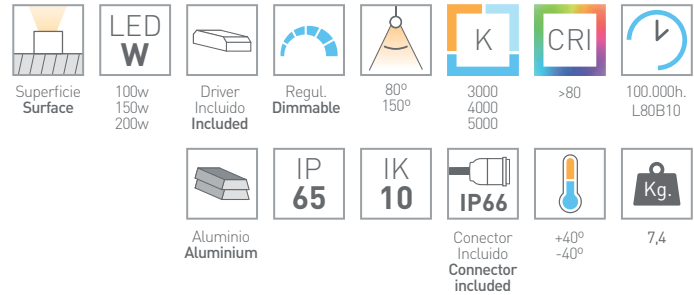 LED
W
K
CRI
Superficie
Surface
100w
150w
200w
Driver
Incluido
Included
Regul.
Dimmable
80º
150º
3000
4000
5000
>80
100.000h.
L80B10
IP
65
IK
10
IP66
Kg.
Aluminio
Aluminium
Conector
Incluido
Connector
included
+40º
-40º
7,4